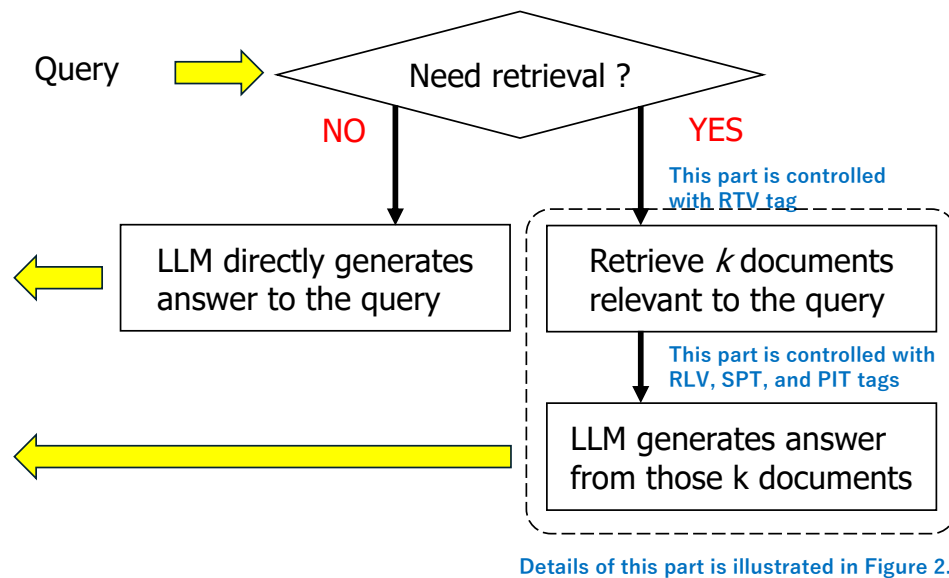 Query
Need retrieval ?
NO
YES
This part is controlled
with RTV tag
LLM directly generates
answer to the query
Retrieve k documents
relevant to the query
This part is controlled with
RLV, SPT, and PIT tags
LLM generates answer
from those k documents
Details of this part is illustrated in Figure 2.